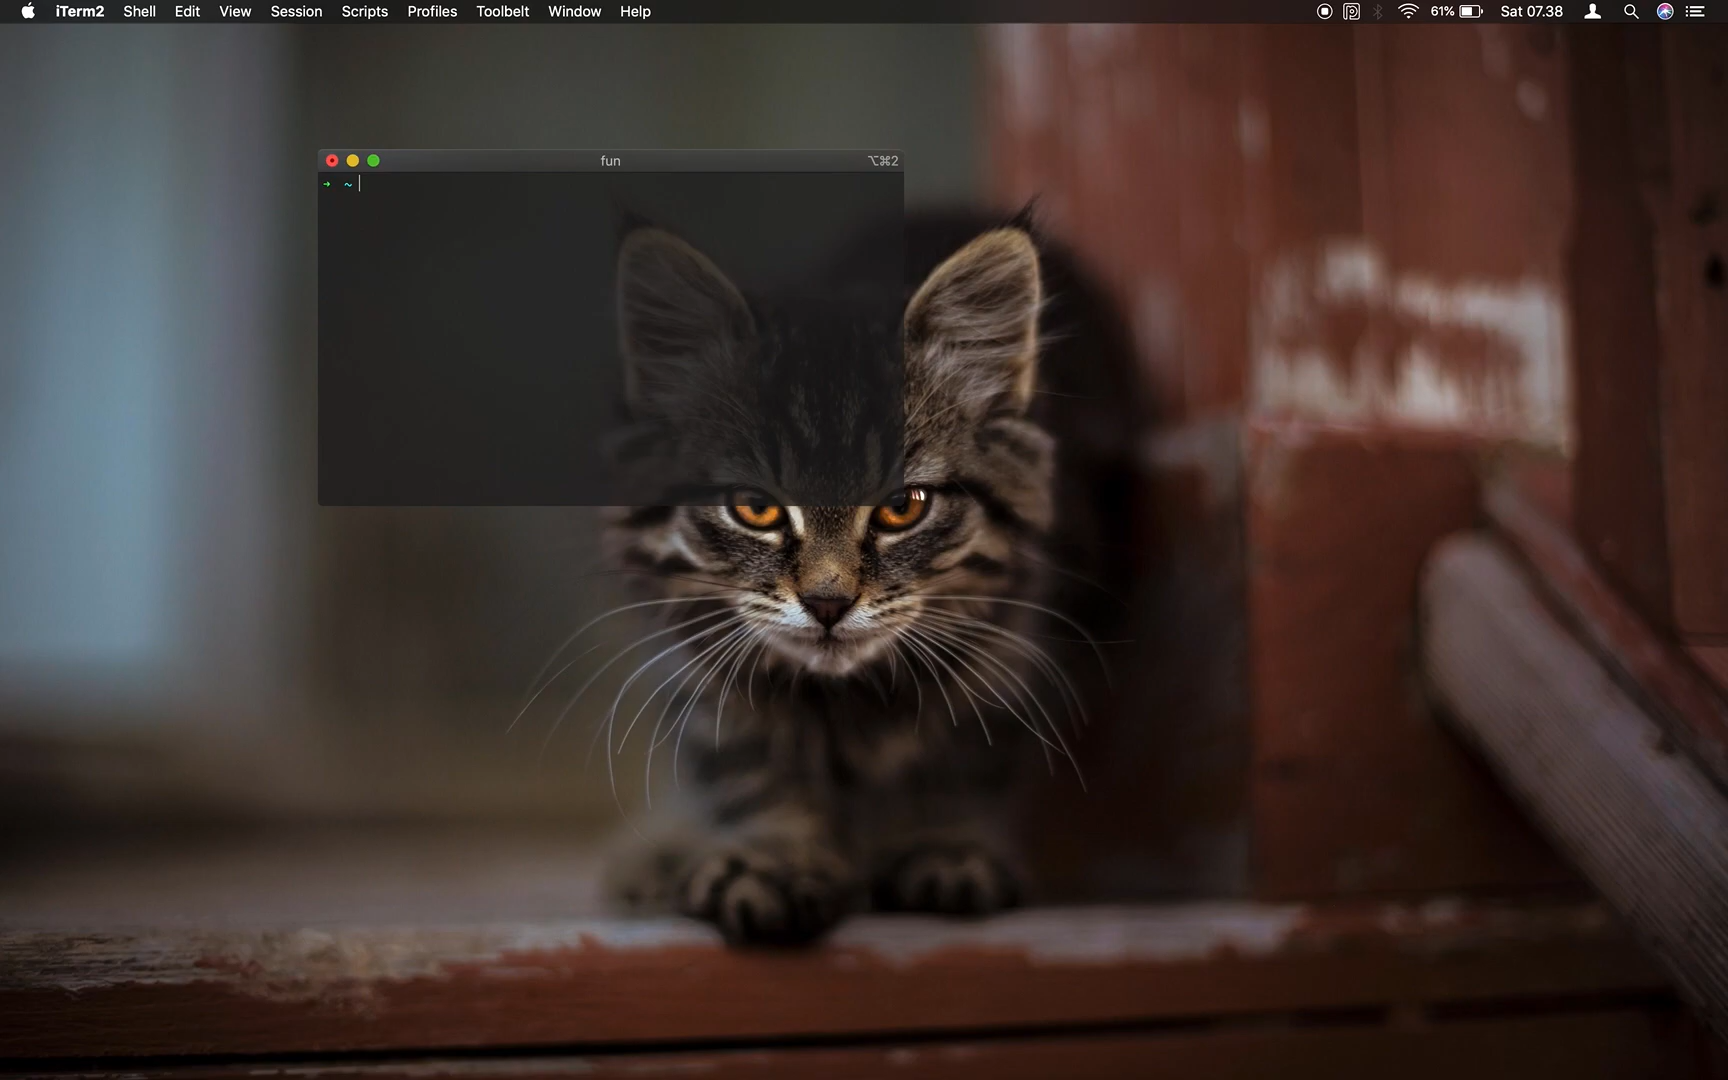 iTerm2 Shell Edit View Session Scripts Profiles Toolbelt Window Help 61% Sat 07.38
fun ⌥⌘2
➜ ~